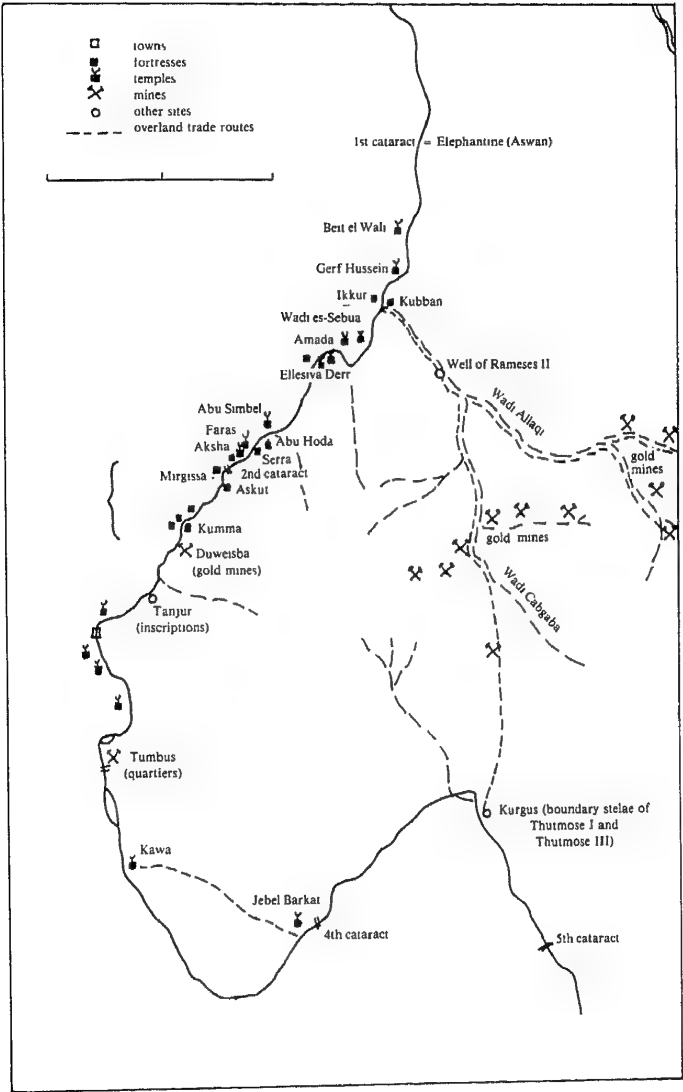 towns
fortresses
temples
mines
other sites
overland trade routes
1st cataract = Elephantine (Aswan)
Beit el Wali
Gerf Hussein
Ikkur
Kubban
Wadi es-Sebua
Amada
Ellesiya Derr
Well of Rameses II
Wadi Allaqi
gold
mines
Abu Simbel
Faras
Aksha
Abu Hoda
Serra
Mirgissa
2nd cataract
Askut
Kumma
gold mines
Duweisba
(gold mines)
Wadi Cabgaba
Tanjur
(inscriptions)
Tumbus
(quartiers)
Kurgus (boundary stelae of
Thutmose I and
Thutmose III)
Kawa
Jebel Barkat
4th cataract
5th cataract